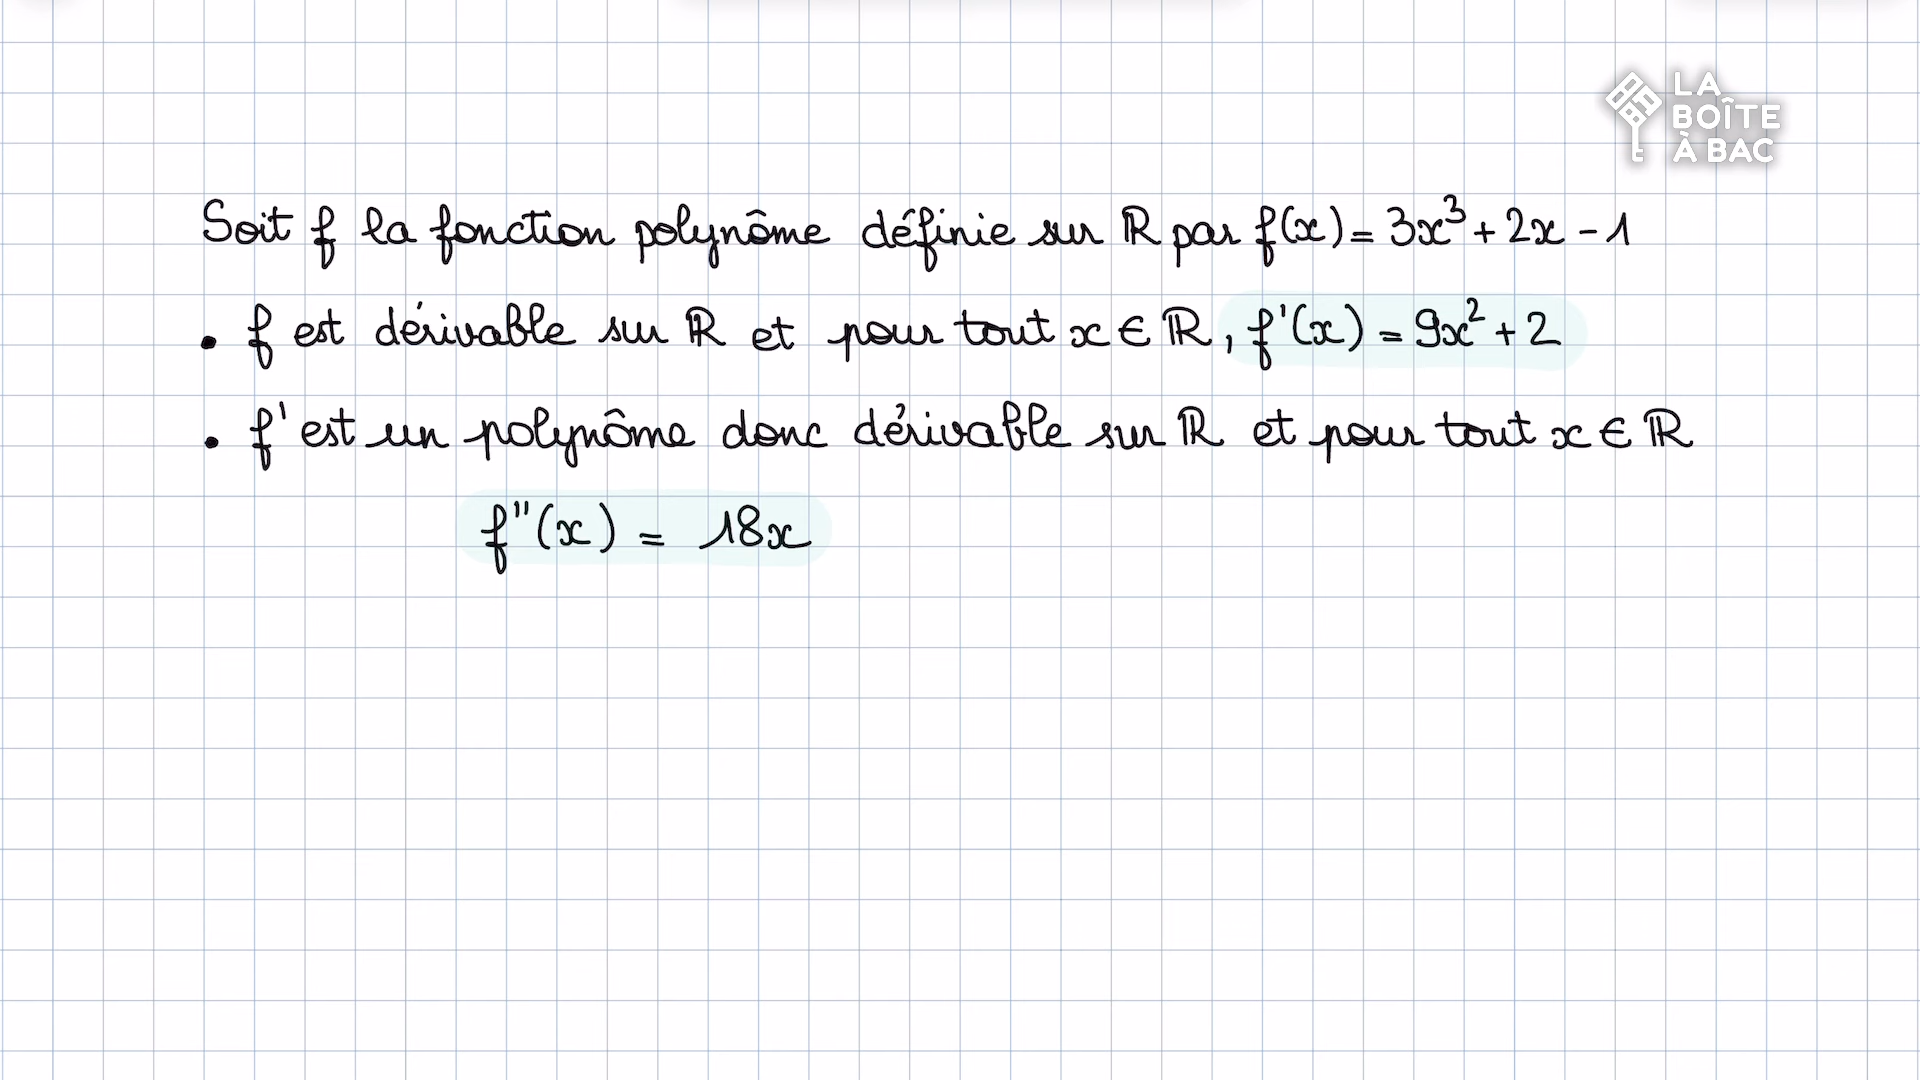 LA
BOÎTE
À BAC
Soit f la fonction polynôme définie sur ℝ par f(x) = 3x³ + 2x - 1
• f est dérivable sur ℝ et pour tout x ∈ ℝ, f'(x) = 9x² + 2
• f' est un polynôme donc dérivable sur ℝ et pour tout x ∈ ℝ
f''(x) = 18x